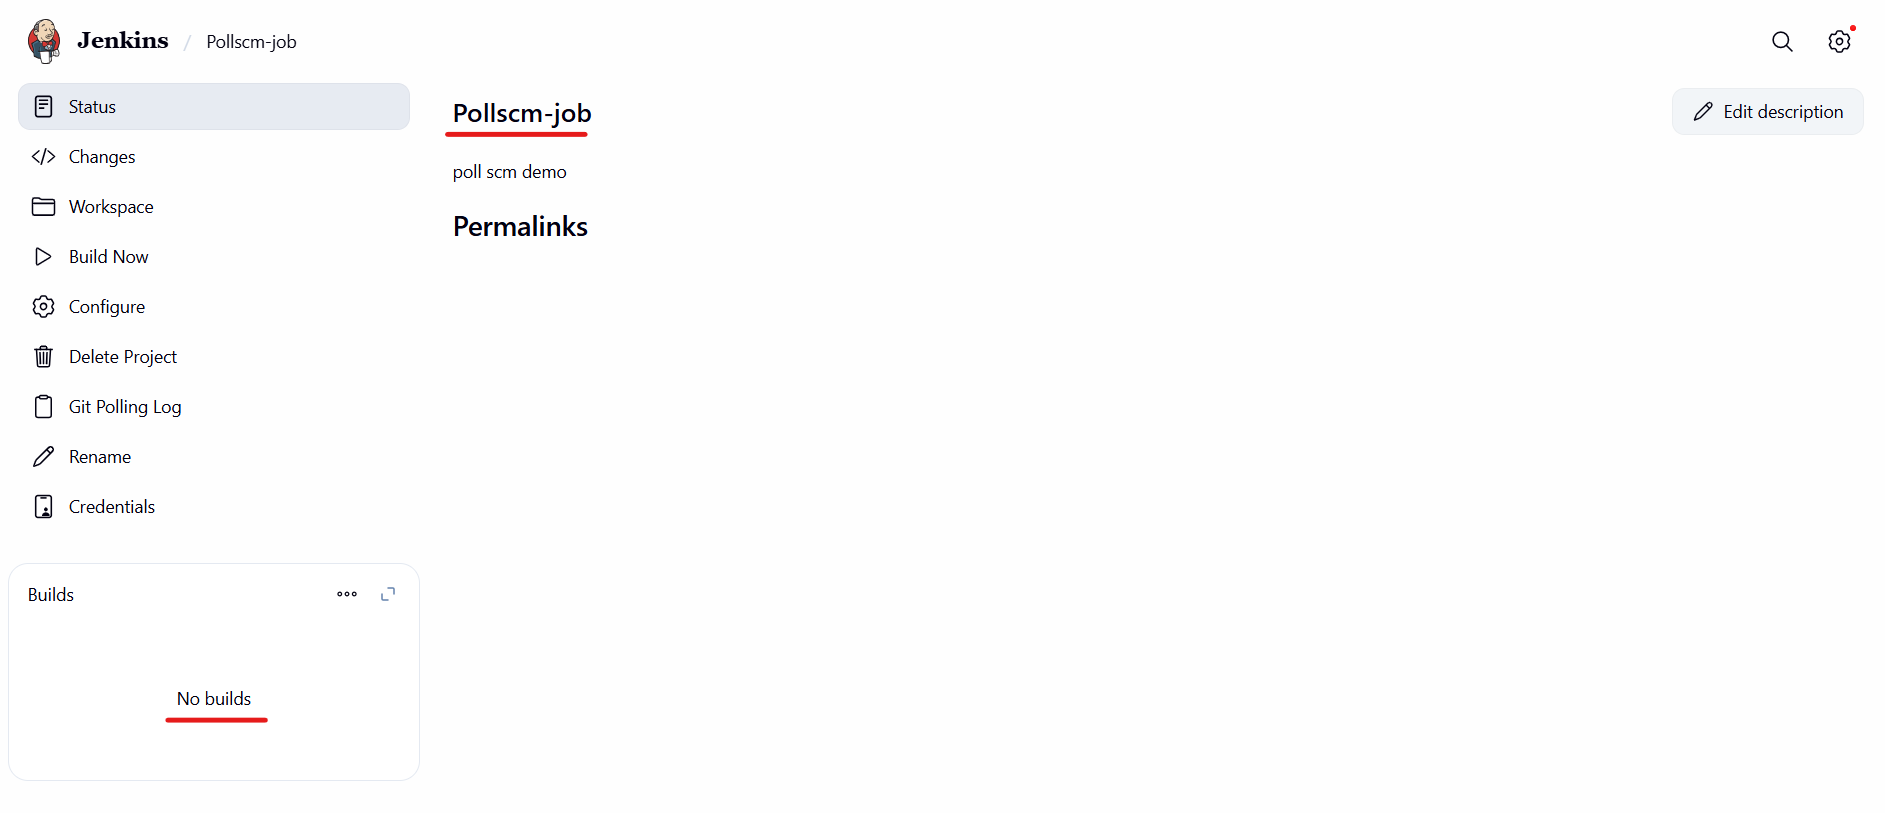 Jenkins / Pollscm-job
Status
Changes
Workspace
Build Now
Configure
Delete Project
Git Polling Log
Rename
Credentials
Builds
No builds
Pollscm-job
Edit description
poll scm demo
Permalinks